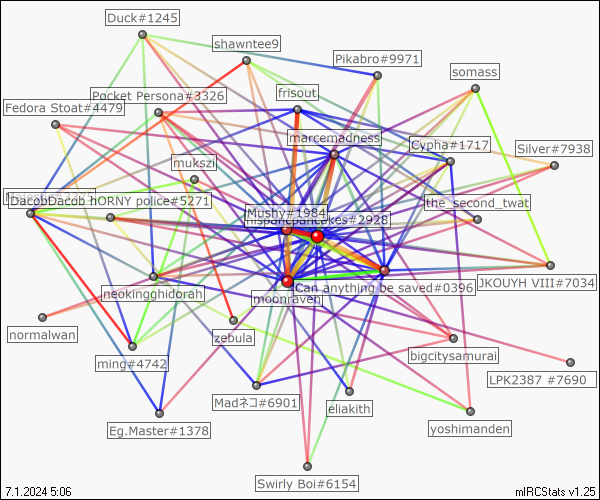 Duck#1245
shawntee9
Pikabro#9971
somass
Pocket Persona#3326
frisout
Fedora Stoat#4479
marcemadness
Cypha#1717
Silver#7938
mukszi
DacobDacob
hORNY police#5271
the_second_twat
Mushy#1984
hispanicpancakes#2928
JKOUYH VIII#7034
Can anything be saved#0396
neokingghidorah
moonraven
normalwan
zebula
ming#4742
bigcitysamurai
LPK2387 #7690
Madネコ#6901
eliakith
yoshimanden
Eg.Master#1378
Swirly Boi#6154
7.1.2024 5:06
mIRCStats v1.25